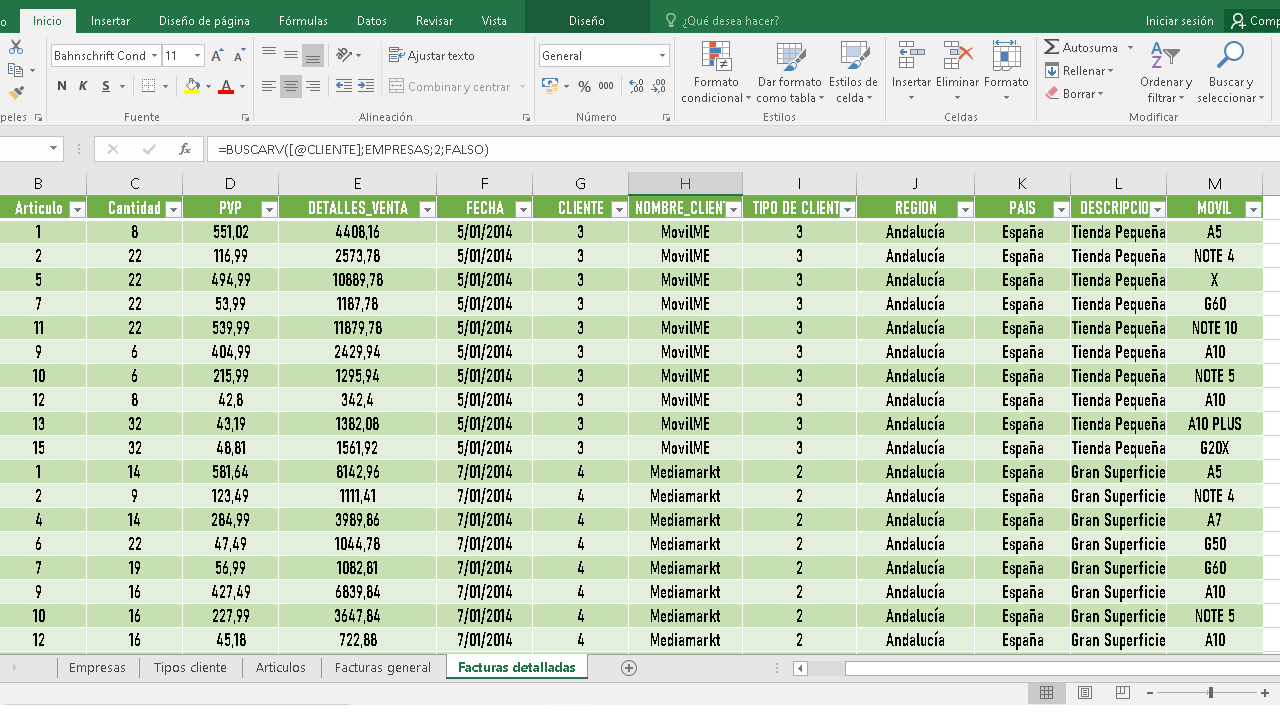 o Inicio Insertar Diseño de página Fórmulas Datos Revisar Vista Diseño ¿Qué desea hacer? Iniciar sesión Comp
Bahnschrift Cond 11 Ajustar texto General Formato condicional Dar formato como tabla Estilos de celda Insertar Eliminar Formato Autosuma Rellenar Borrar Ordenar y filtrar Buscar y seleccionar
N K S Combinar y centrar % 000
peles Fuente Alineación Número Estilos Celdas Modificar
fx =BUSCARV([@CLIENTE];EMPRESAS;2;FALSO)
B C D E F G H I J K L M
Articulo Cantidad PVP DETALLES_VENTA FECHA CLIENTE NOMBRE_CLIENT TIPO DE CLIENT REGION PAIS DESCRIPCIO MOVIL
1 8 551,02 4408,16 5/01/2014 3 MovilME 3 Andalucía España Tienda Pequeña A5
2 22 116,99 2573,78 5/01/2014 3 MovilME 3 Andalucía España Tienda Pequeña NOTE 4
5 22 494,99 10889,78 5/01/2014 3 MovilME 3 Andalucía España Tienda Pequeña X
7 22 53,99 1187,78 5/01/2014 3 MovilME 3 Andalucía España Tienda Pequeña G60
11 22 539,99 11879,78 5/01/2014 3 MovilME 3 Andalucía España Tienda Pequeña NOTE 10
9 6 404,99 2429,94 5/01/2014 3 MovilME 3 Andalucía España Tienda Pequeña A10
10 6 215,99 1295,94 5/01/2014 3 MovilME 3 Andalucía España Tienda Pequeña NOTE 5
12 8 42,8 342,4 5/01/2014 3 MovilME 3 Andalucía España Tienda Pequeña A10
13 32 43,19 1382,08 5/01/2014 3 MovilME 3 Andalucía España Tienda Pequeña A10 PLUS
15 32 48,81 1561,92 5/01/2014 3 MovilME 3 Andalucía España Tienda Pequeña G20X
1 14 581,64 8142,96 7/01/2014 4 Mediamarkt 2 Andalucía España Gran Superficie A5
2 9 123,49 1111,41 7/01/2014 4 Mediamarkt 2 Andalucía España Gran Superficie NOTE 4
4 14 284,99 3989,86 7/01/2014 4 Mediamarkt 2 Andalucía España Gran Superficie A7
6 22 47,49 1044,78 7/01/2014 4 Mediamarkt 2 Andalucía España Gran Superficie G50
7 19 56,99 1082,81 7/01/2014 4 Mediamarkt 2 Andalucía España Gran Superficie G60
9 16 427,49 6839,84 7/01/2014 4 Mediamarkt 2 Andalucía España Gran Superficie A10
10 16 227,99 3647,84 7/01/2014 4 Mediamarkt 2 Andalucía España Gran Superficie NOTE 5
12 16 45,18 722,88 7/01/2014 4 Mediamarkt 2 Andalucía España Gran Superficie A10
Empresas Tipos cliente Articulos Facturas general Facturas detalladas